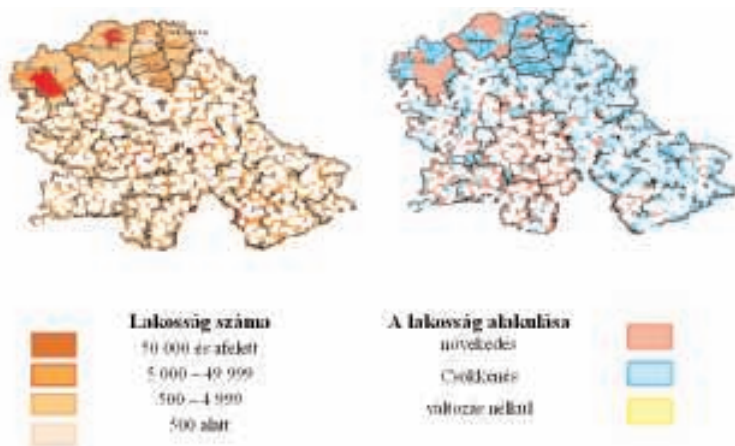 Lakosság száma
50 000 és afelett
5 000 – 49 999
500 – 4 999
500 alatt
A lakosság alakulása
növekedés
Csökkenés
változás nélkül